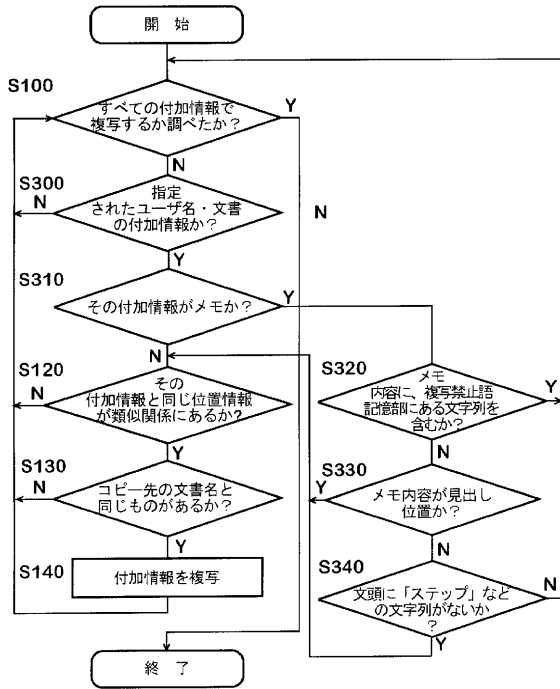 開 始
S100
すべての付加情報で
複写するか調べたか？
Y
N
S300
指定
されたユーザ名・文書
の付加情報か？
N
N
Y
S310
その付加情報がメモか？
Y
N
S120
その
付加情報と同じ位置情報
が類似関係にあるか?
N
Y
S320
メモ
内容に、複写禁止語
記憶部にある文字列を
含むか？
Y
N
S130
コピー先の文書名と
同じものがあるか？
N
Y
S330
メモ内容が見出し
位置か？
Y
N
S140
付加情報を複写
S340
文頭に「ステップ」など
の文字列がないか
？
N
Y
終 了